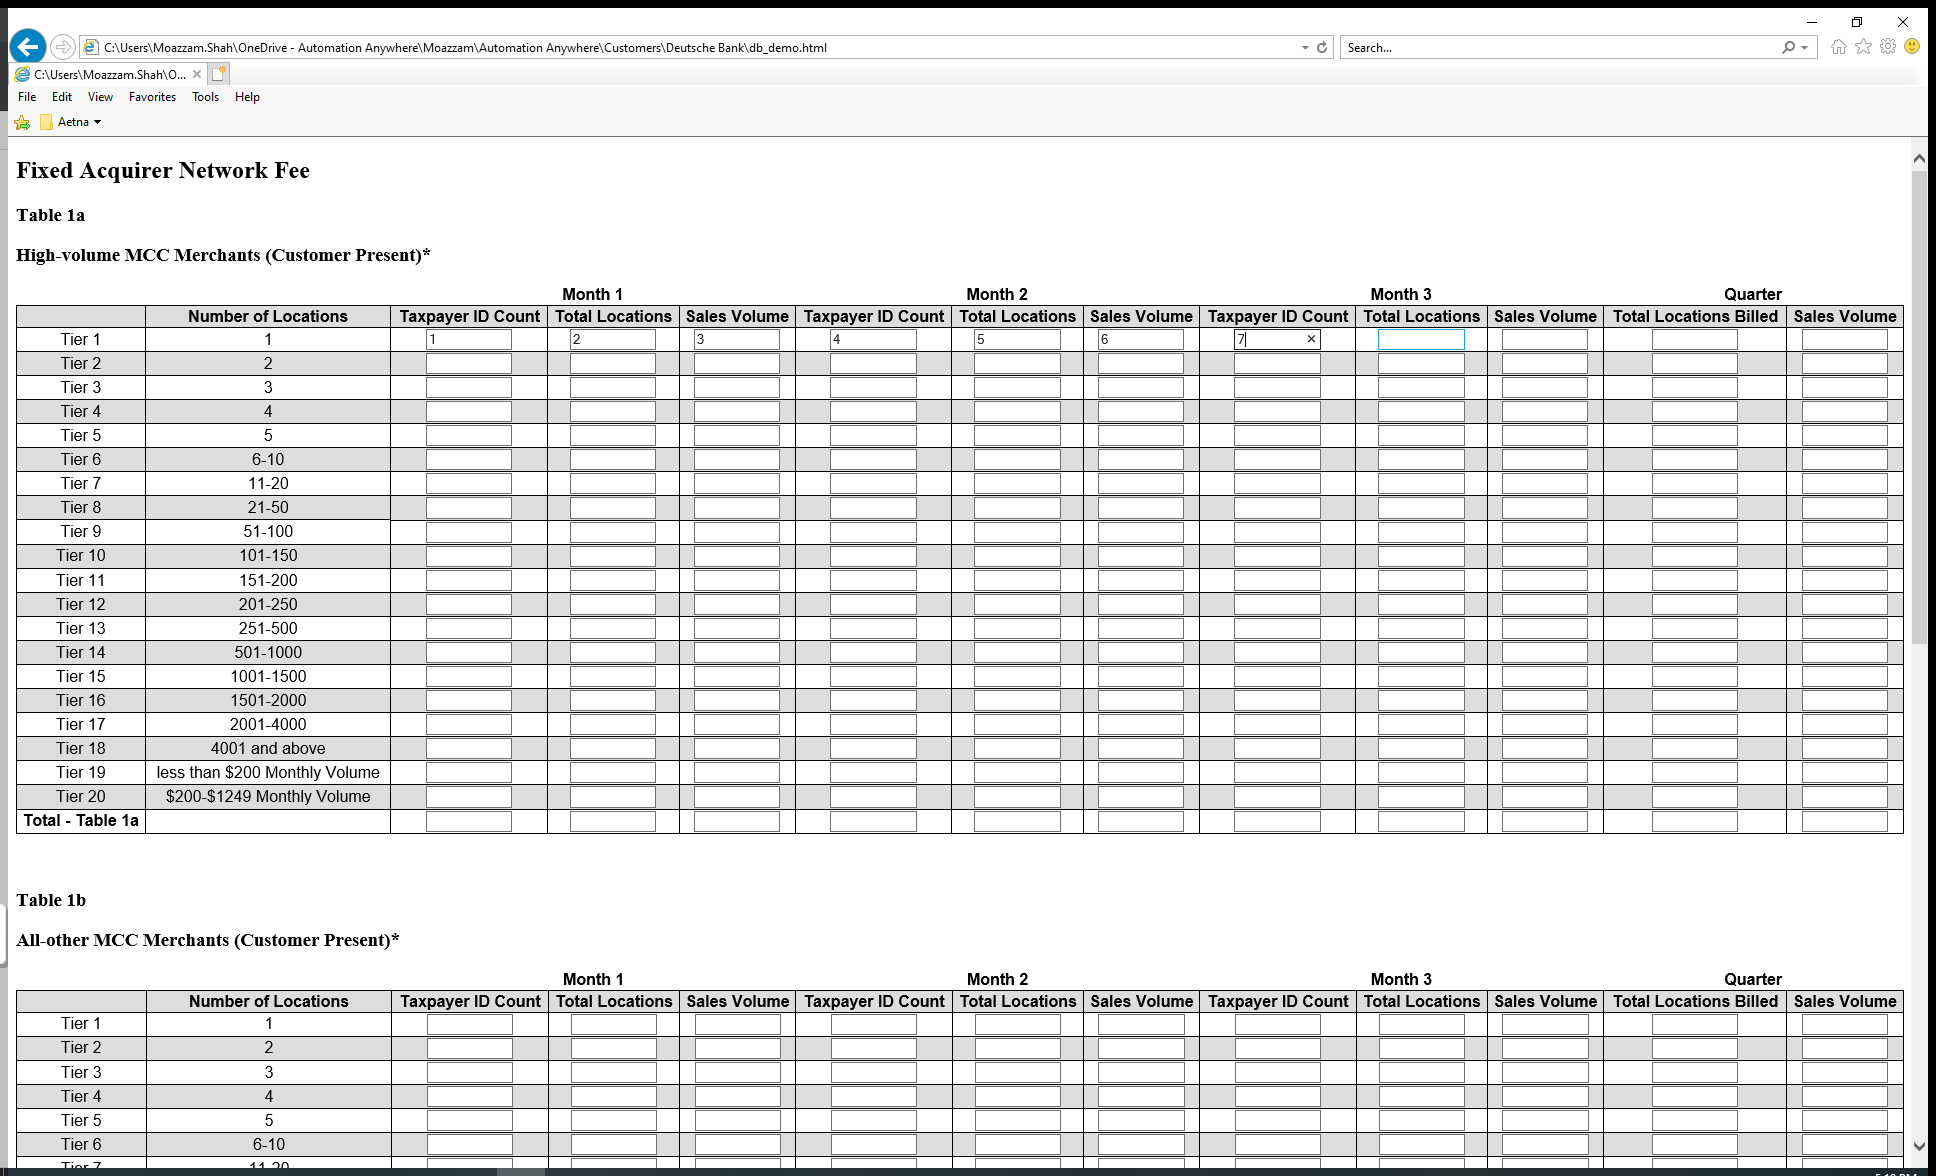 C:\Users\Moazzam.Shah\OneDrive - Automation Anywhere\Moazzam\Automation Anywhere\Customers\Deutsche Bank\db_demo.html
Search...
C:\Users\Moazzam.Shah\O...
File Edit View Favorites Tools Help
Aetna
Fixed Acquirer Network Fee
Table 1a
High-volume MCC Merchants (Customer Present)*
Month 1 Month 2 Month 3 Quarter
Number of Locations Taxpayer ID Count Total Locations Sales Volume Taxpayer ID Count Total Locations Sales Volume Taxpayer ID Count Total Locations Sales Volume Total Locations Billed Sales Volume
Tier 1 1 1 2 3 4 5 6 7
Tier 2 2
Tier 3 3
Tier 4 4
Tier 5 5
Tier 6 6-10
Tier 7 11-20
Tier 8 21-50
Tier 9 51-100
Tier 10 101-150
Tier 11 151-200
Tier 12 201-250
Tier 13 251-500
Tier 14 501-1000
Tier 15 1001-1500
Tier 16 1501-2000
Tier 17 2001-4000
Tier 18 4001 and above
Tier 19 less than $200 Monthly Volume
Tier 20 $200-$1249 Monthly Volume
Total - Table 1a
Table 1b
All-other MCC Merchants (Customer Present)*
Month 1 Month 2 Month 3 Quarter
Number of Locations Taxpayer ID Count Total Locations Sales Volume Taxpayer ID Count Total Locations Sales Volume Taxpayer ID Count Total Locations Sales Volume Total Locations Billed Sales Volume
Tier 1 1
Tier 2 2
Tier 3 3
Tier 4 4
Tier 5 5
Tier 6 6-10
Tier 7 11-20